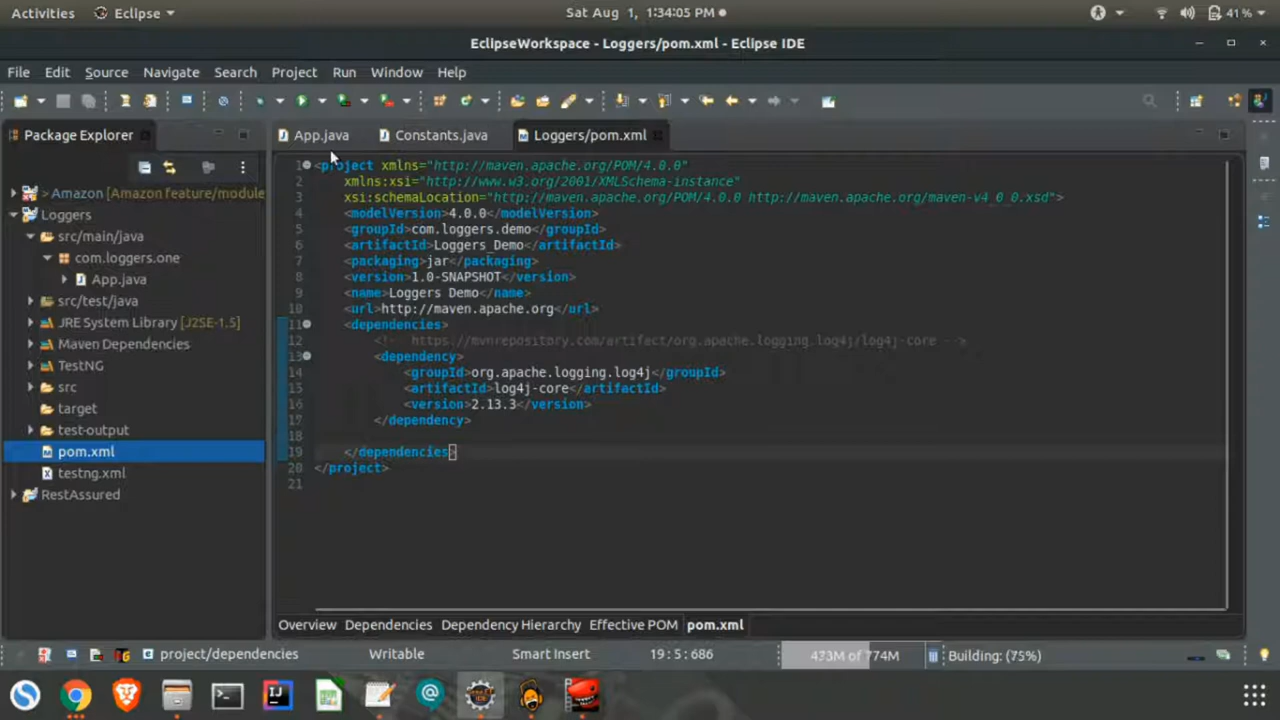 Activities Eclipse Sat Aug 1, 1:34:05 PM 41 %
EclipseWorkspace - Loggers/pom.xml - Eclipse IDE
File Edit Source Navigate Search Project Run Window Help
Package Explorer App.java Constants.java Loggers/pom.xml
> Amazon [Amazon feature/module
Loggers
src/main/java
com.loggers.one
App.java
src/test/java
JRE System Library [J2SE-1.5]
Maven Dependencies
TestNG
src
target
test-output
pom.xml
testng.xml
RestAssured
1 <project xmlns="http://maven.apache.org/POM/4.0.0"
2 xmlns:xsi="http://www.w3.org/2001/XMLSchema-instance"
3 xsi:schemaLocation="http://maven.apache.org/POM/4.0.0 http://maven.apache.org/maven-v4_0_0.xsd">
4 <modelVersion>4.0.0</modelVersion>
5 <groupId>com.loggers.demo</groupId>
6 <artifactId>Loggers_Demo</artifactId>
7 <packaging>jar</packaging>
8 <version>1.0-SNAPSHOT</version>
9 <name>Loggers Demo</name>
10 <url>http://maven.apache.org</url>
11 <dependencies>
12 <!-- https://mvnrepository.com/artifact/org.apache.logging.log4j/log4j-core -->
13 <dependency>
14 <groupId>org.apache.logging.log4j</groupId>
15 <artifactId>log4j-core</artifactId>
16 <version>2.13.3</version>
17 </dependency>
18
19 </dependencies>
20 </project>
21
Overview Dependencies Dependency Hierarchy Effective POM pom.xml
project/dependencies Writable Smart Insert 19 : 5 : 686 473M of 774M Building: (75%)